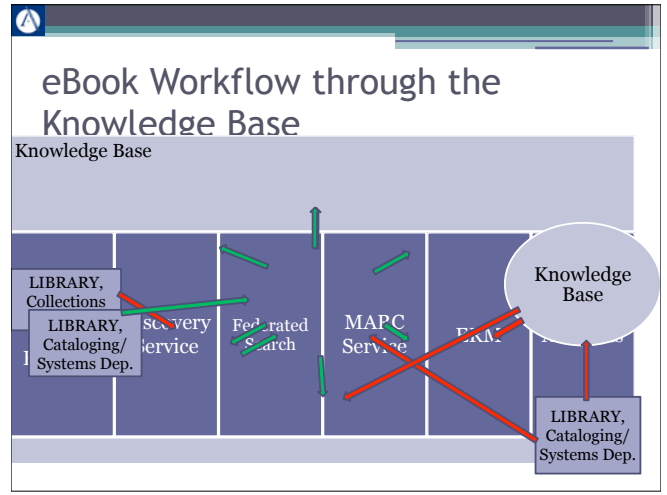 eBook Workflow through the
Knowledge Base
Knowledge Base
LIBRARY,
Collections
LIBRARY,
Cataloging/
Systems Dep.
Service
Federated
Search
MARC
Service
ERM
Knowledge
Base
LIBRARY,
Cataloging/
Systems Dep.